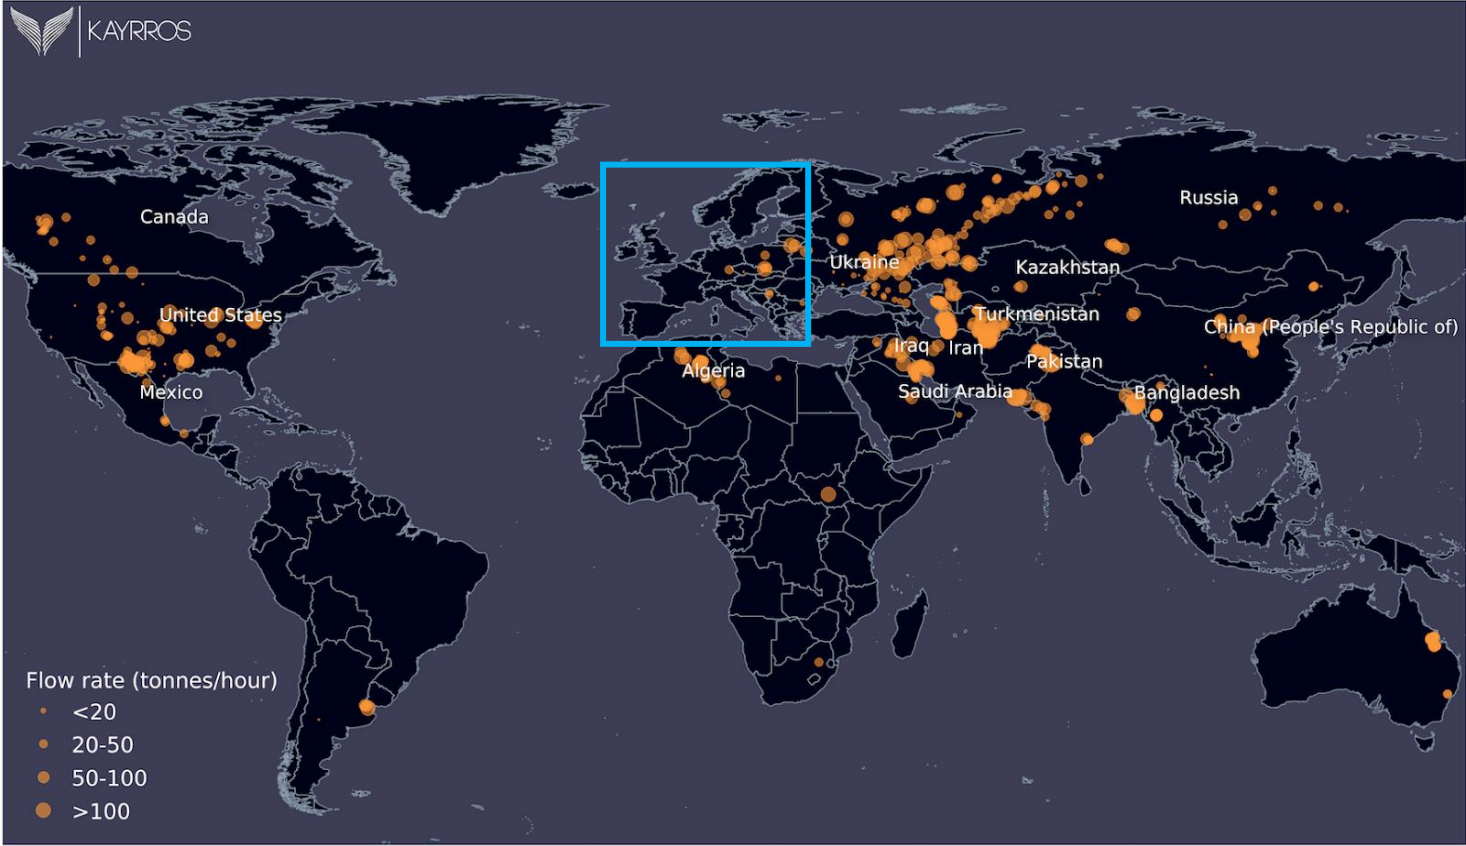 KAYRROS
Canada
Russia
Ukraine
Kazakhstan
United States
Turkmenistan
China (People's Republic of)
Iraq
Iran
Pakistan
Algeria
Mexico
Saudi Arabia
Bangladesh
Flow rate (tonnes/hour)
<20
20-50
50-100
>100